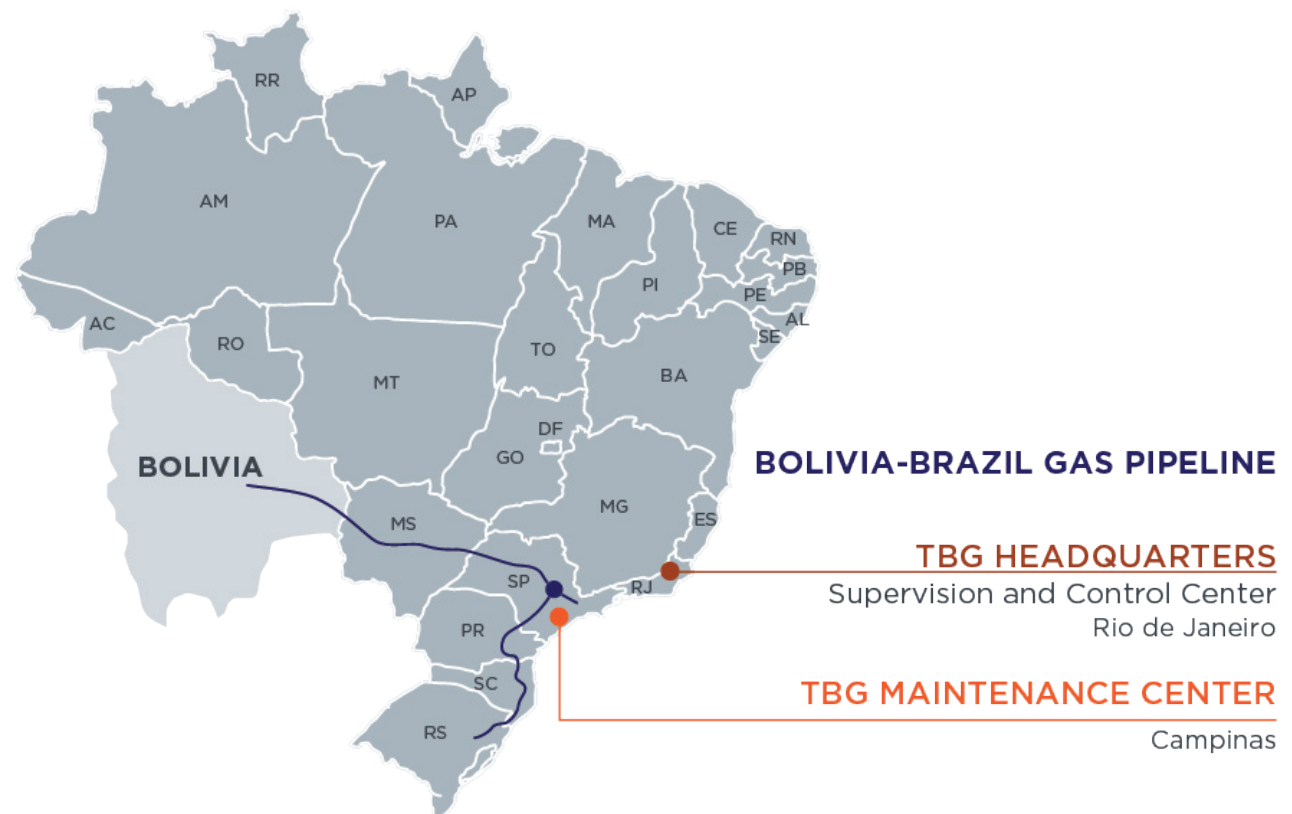 RR
AP
AM
PA
MA
CE
RN
PB
PI
PE
AL
SE
AC
RO
TO
BA
MT
DF
GO
BOLIVIA
BOLIVIA-BRAZIL GAS PIPELINE
MG
ES
MS
TBG HEADQUARTERS
SP
RJ
Supervision and Control Center
Rio de Janeiro
PR
SC
TBG MAINTENANCE CENTER
RS
Campinas